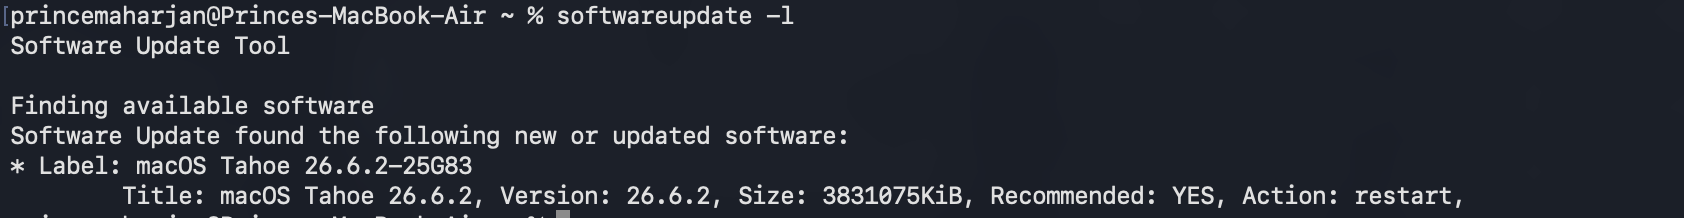 [princemaharjan@Princes-MacBook-Air ~ % softwareupdate -l
Software Update Tool
Finding available software
Software Update found the following new or updated software:
* Label: macOS Tahoe 26.6.2-25G83
Title: macOS Tahoe 26.6.2, Version: 26.6.2, Size: 3831075KiB, Recommended: YES, Action: restart,